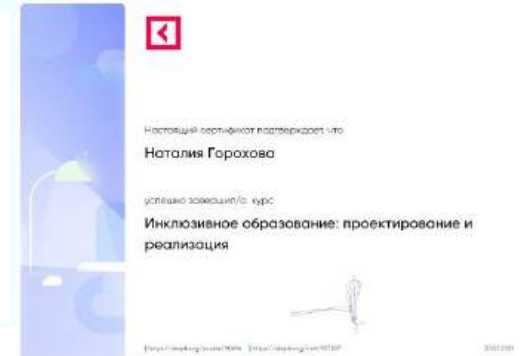 Настоящий сертификат подтверждает, что
Наталия Горохова
успешно завершил/а курс
Инклюзивное образование: проектирование и
реализация